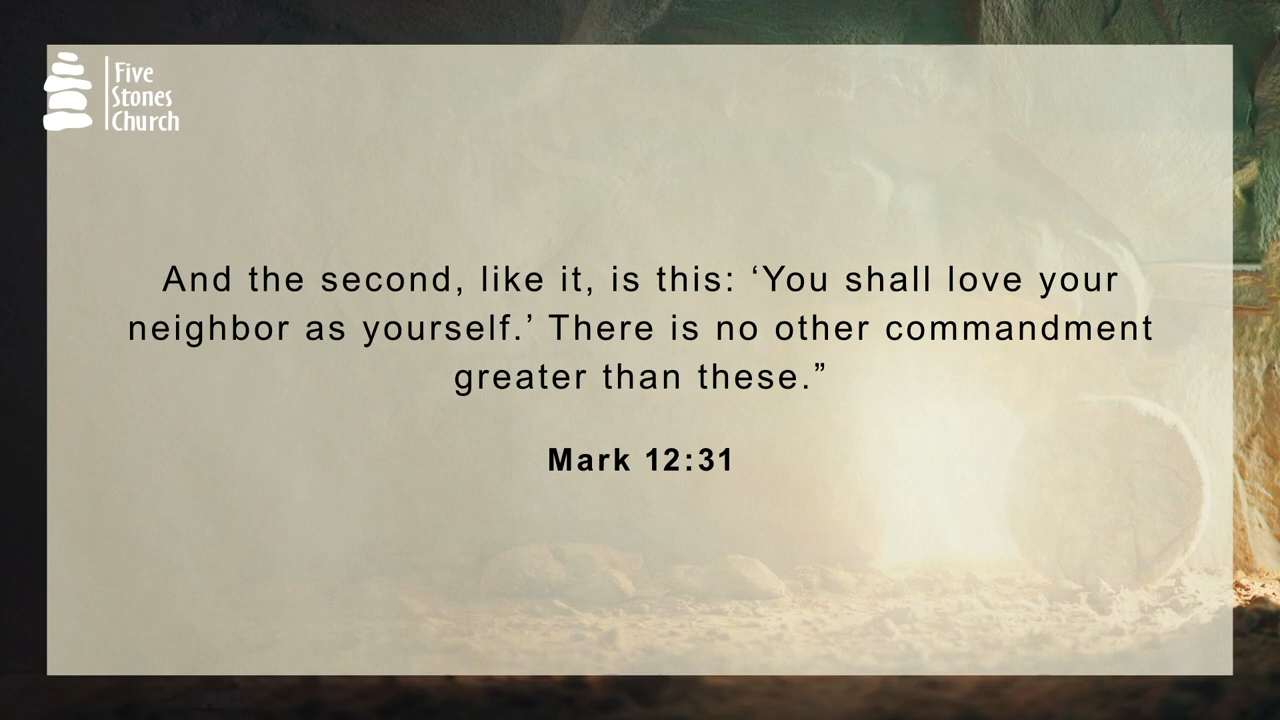 Five
Stones
Church
And the second, like it, is this: ‘You shall love your
neighbor as yourself.’ There is no other commandment
greater than these.”
Mark 12:31